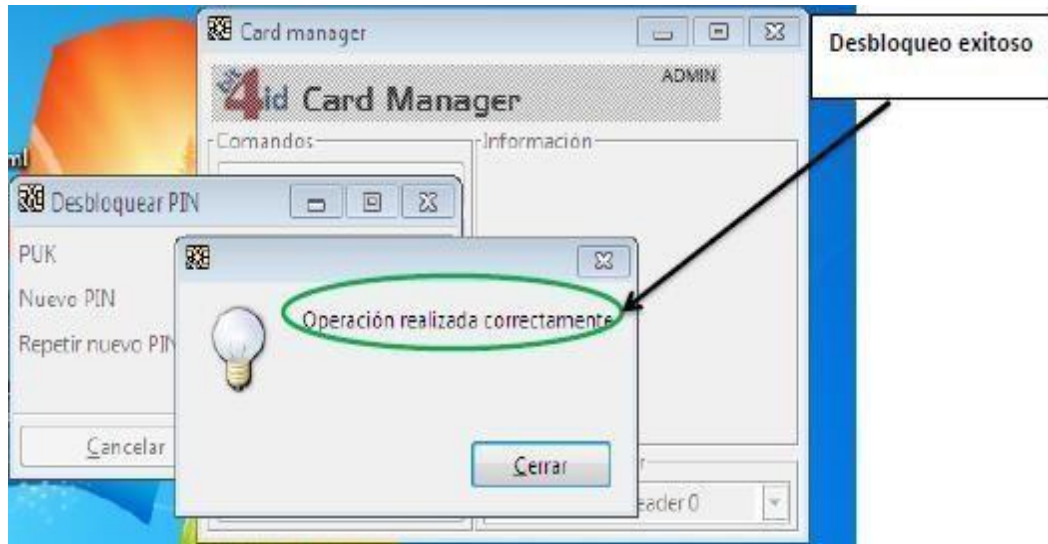 Card manager
Desbloqueo exitoso
4id Card Manager
ADMIN
Comandos
Información
ml
Desbloquear PIN
PUK
Nuevo PIN
Repetir nuevo PIN
Operación realizada correctamente
Cancelar
Cerrar
eader 0